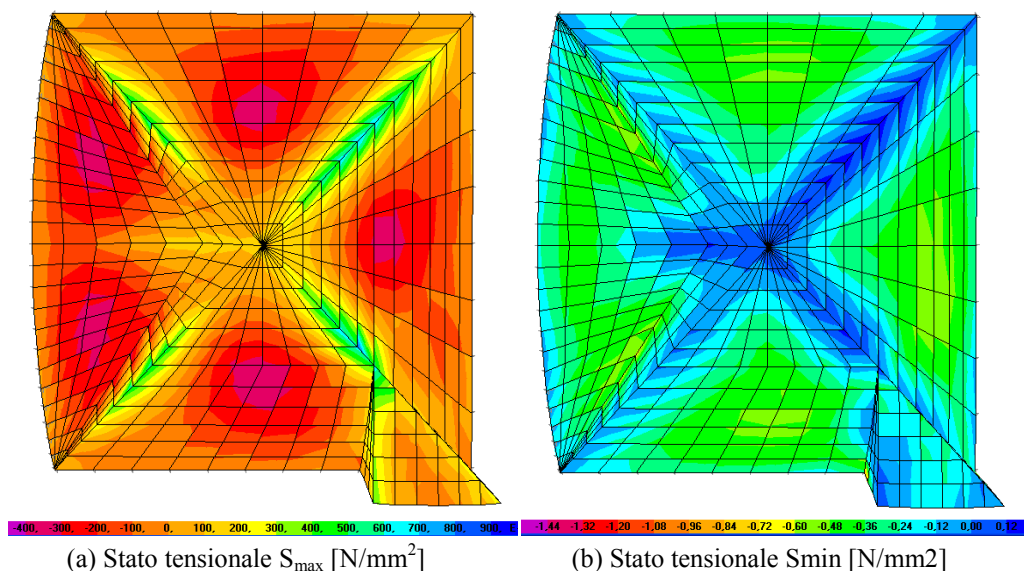 -400, -300, -200, -100, 0, 100, 200, 300, 400, 500, 600, 700, 800, 900,
-1,44 -1,32 -1,20 -1,08 -0,96 -0,84 -0,72 -0,60 -0,48 -0,36 -0,24 -0,12 0,00 0,12
(a) Stato tensionale Smax [N/mm²]
(b) Stato tensionale Smin [N/mm2]